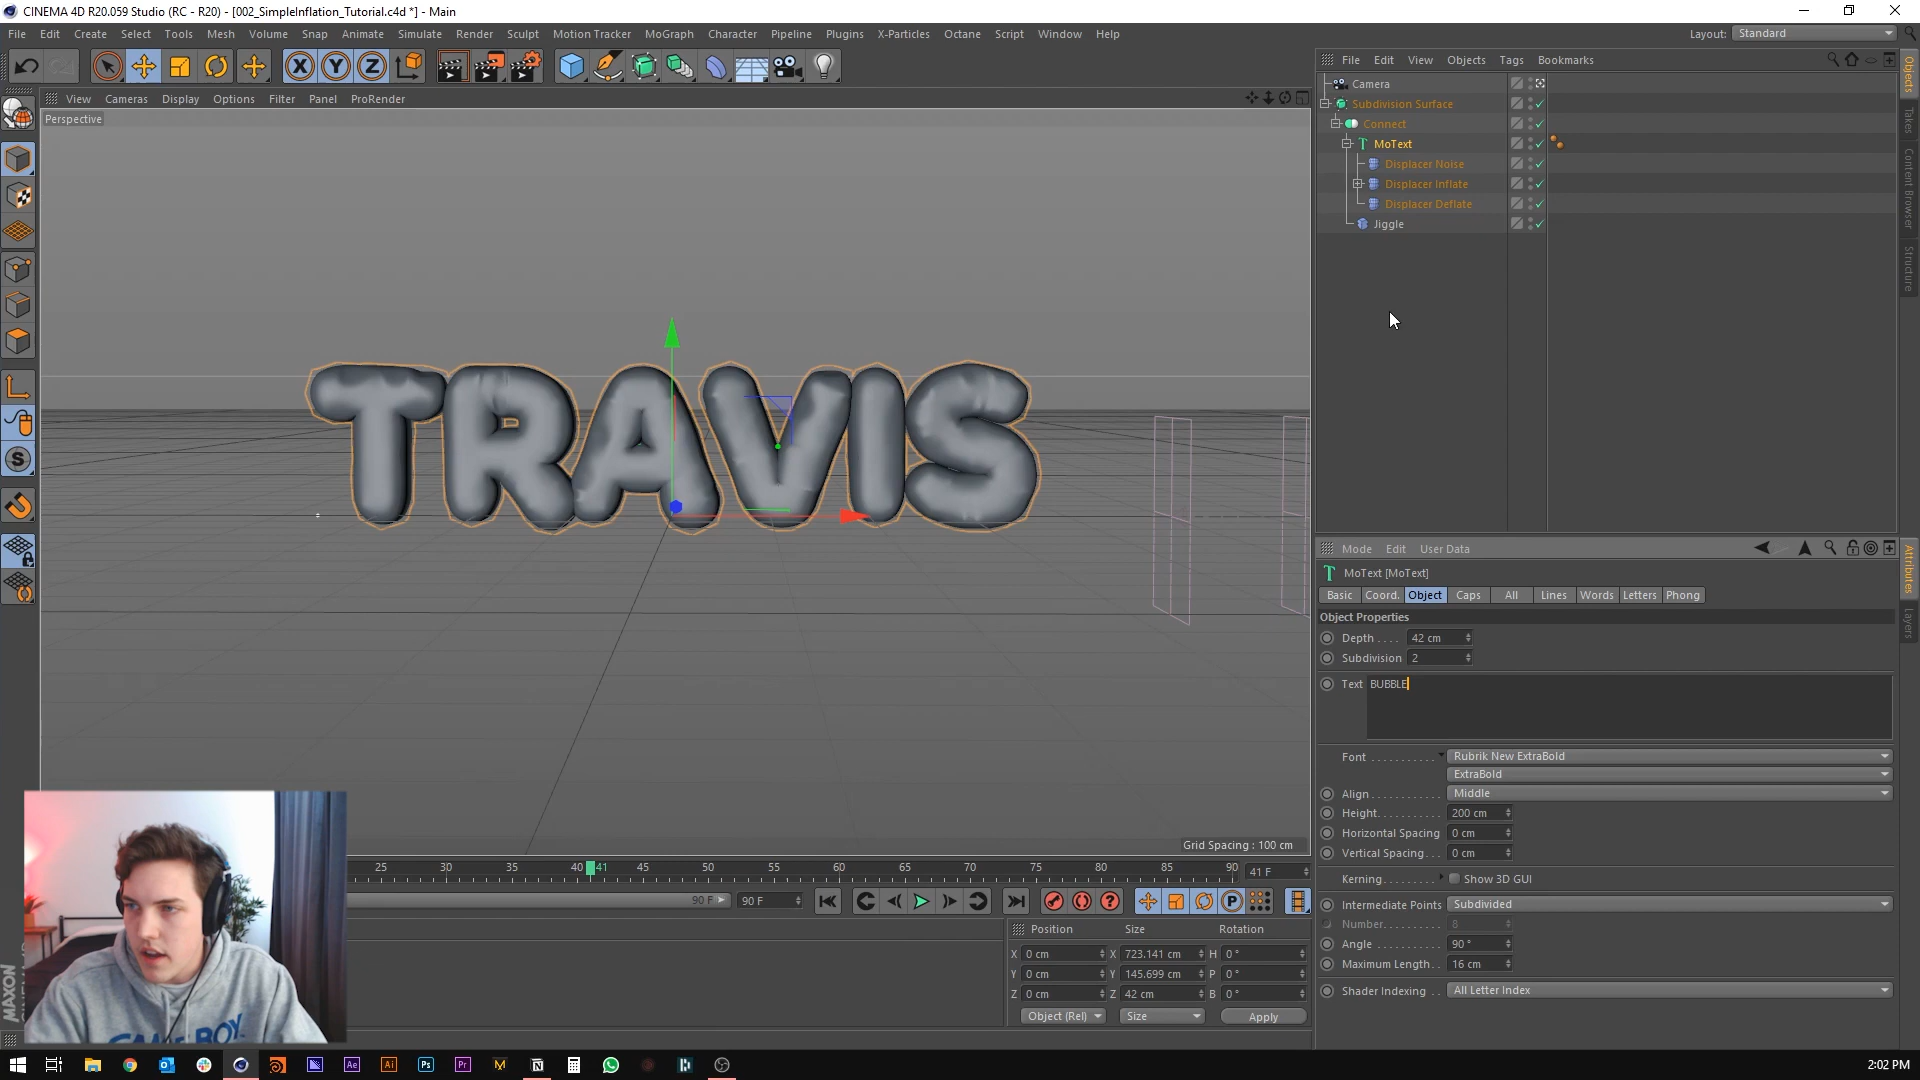 CINEMA 4D R20.059 Studio (RC - R20) - [002_SimpleInflation_Tutorial.c4d *] - Main
File Edit Create Select Tools Mesh Volume Snap Animate Simulate Render Sculpt Motion Tracker MoGraph Character Pipeline Plugins X-Particles Octane Script Window Help
Layout: Standard
View Cameras Display Options Filter Panel ProRender
Perspective
TRAVIS
Grid Spacing : 100 cm
File Edit View Objects Tags Bookmarks
Camera
Subdivision Surface
Connect
MoText
Displacer Noise
Displacer Inflate
Displacer Deflate
Jiggle
Objects
Takes
Content Browser
Structure
Mode Edit User Data
MoText [MoText]
Basic Coord. Object Caps All Lines Words Letters Phong
Object Properties
Depth . . . . 42 cm
Subdivision 2
Text BUBBLE
Font . . . . . . . . . . . Rubrik New ExtraBold
ExtraBold
Align . . . . . . . . . . . Middle
Height. . . . . . . . . . 200 cm
Horizontal Spacing 0 cm
Vertical Spacing. . . 0 cm
Kerning. . . . . . . . . Show 3D GUI
Intermediate Points Subdivided
Number. . . . . . . . . 8
Angle . . . . . . . . . . 90 °
Maximum Length. . 16 cm
Shader Indexing . . All Letter Index
Attributes
Layers
25 30 35 40 41 45 50 55 60 65 70 75 80 85 90 41 F
90 F 90 F
Position Size Rotation
X 0 cm X 723.141 cm H 0 °
Y 0 cm Y 145.699 cm P 0 °
Z 0 cm Z 42 cm B 0 °
Object (Rel) Size Apply
MAXON
GAME BOY
2:02 PM